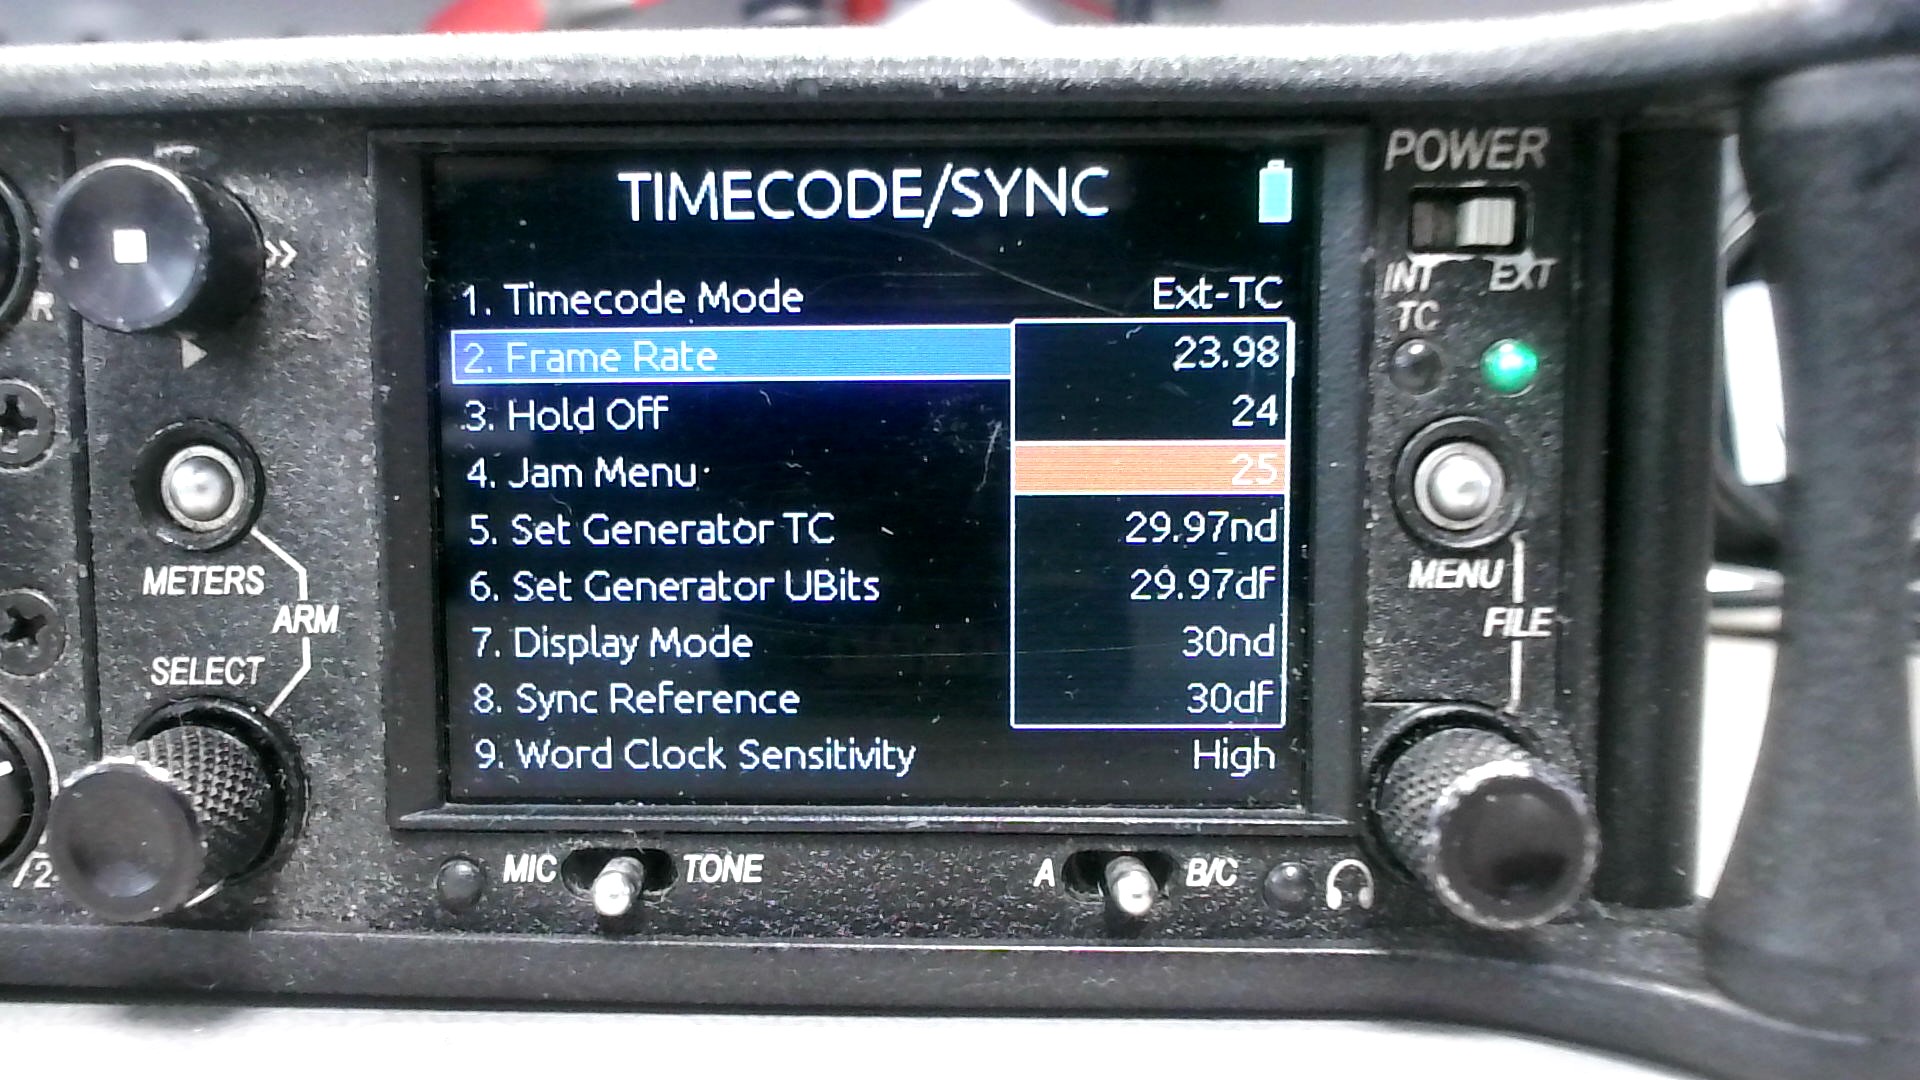 TIMECODE/SYNC
1. Timecode Mode Ext-TC
2. Frame Rate 23.98
3. Hold Off 24
4. Jam Menu 25
5. Set Generator TC 29.97nd
6. Set Generator UBits 29.97df
7. Display Mode 30nd
8. Sync Reference 30df
9. Word Clock Sensitivity High
POWER
INT EXT
TC
MENU
FILE
R
METERS
ARM
SELECT
/2
MIC TONE
A B/C